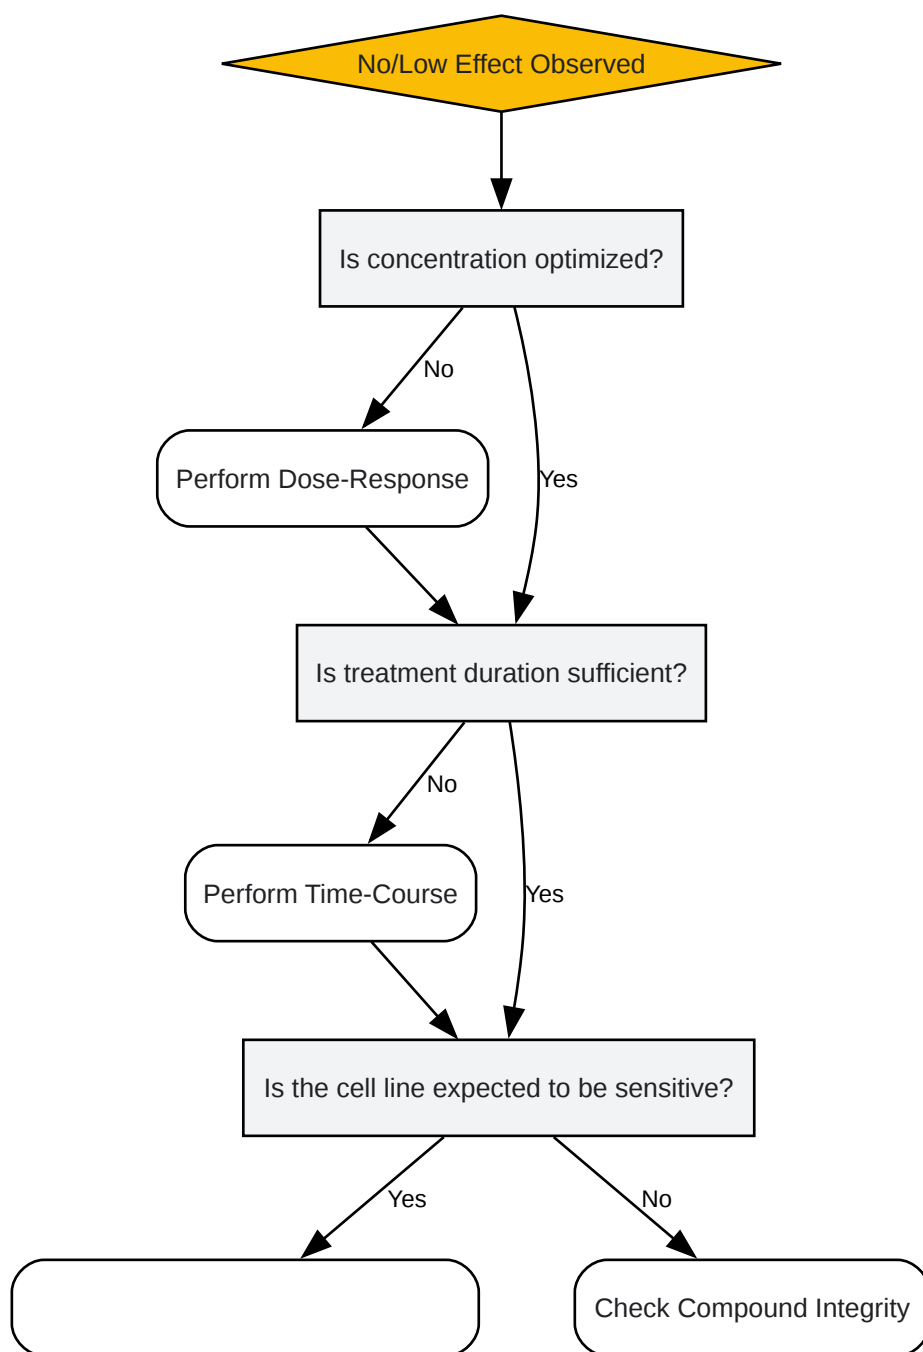 No/Low Effect Observed
Is concentration optimized?
No
Perform Dose-Response
Yes
Is treatment duration sufficient?
No
Perform Time-Course
Yes
Is the cell line expected to be sensitive?
Yes
No
Check Compound Integrity